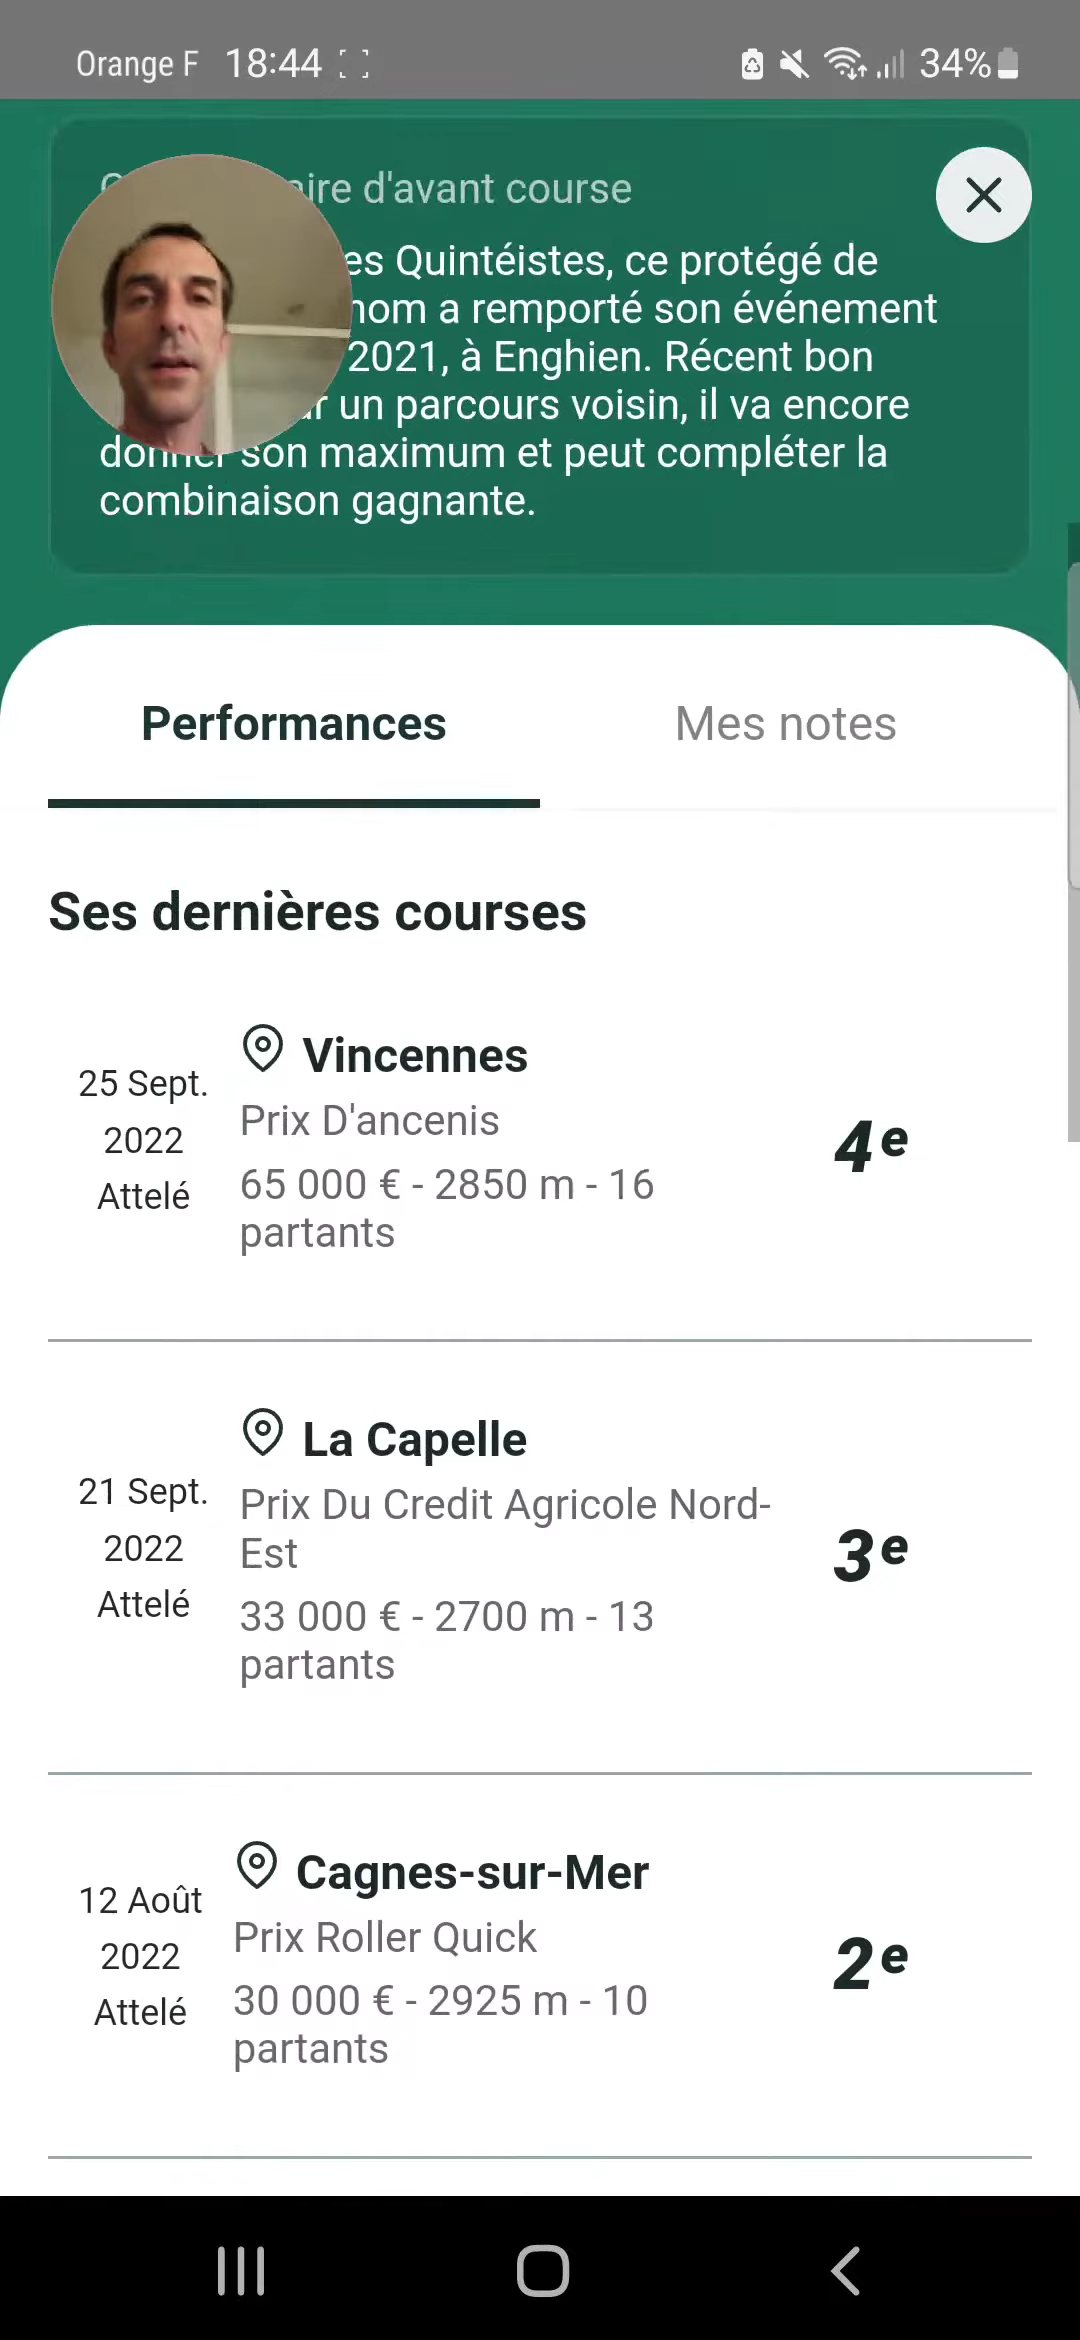 Orange F 18:44 34%
d'avant course
es Quintéistes, ce protégé de
nom a remporté son événement
2021, à Enghien. Récent bon
un parcours voisin, il va encore
donner son maximum et peut compléter la
combinaison gagnante.
Performances Mes notes
Ses dernières courses
25 Sept.
2022
Attelé
Vincennes
Prix D'ancenis
65 000 € - 2850 m - 16
partants
4e
21 Sept.
2022
Attelé
La Capelle
Prix Du Credit Agricole Nord-
Est
33 000 € - 2700 m - 13
partants
3e
12 Août
2022
Attelé
Cagnes-sur-Mer
Prix Roller Quick
30 000 € - 2925 m - 10
partants
2e